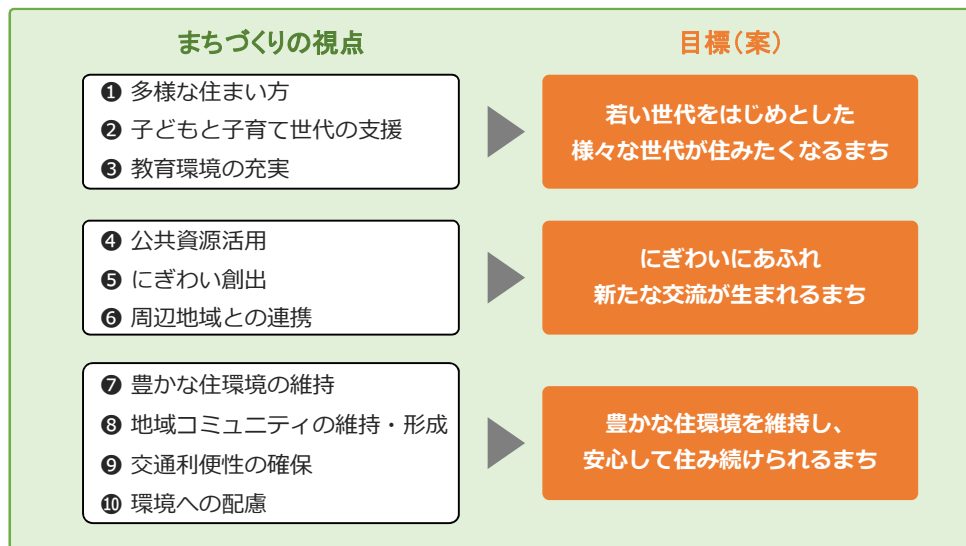 まちづくりの視点
目標(案)
❶ 多様な住まい方
❷ 子どもと子育て世代の支援
❸ 教育環境の充実
若い世代をはじめとした
様々な世代が住みたくなるまち
❹ 公共資源活用
❺ にぎわい創出
❻ 周辺地域との連携
にぎわいにあふれ
新たな交流が生まれるまち
❼ 豊かな住環境の維持
❽ 地域コミュニティの維持・形成
❾ 交通利便性の確保
❿ 環境への配慮
豊かな住環境を維持し、
安心して住み続けられるまち